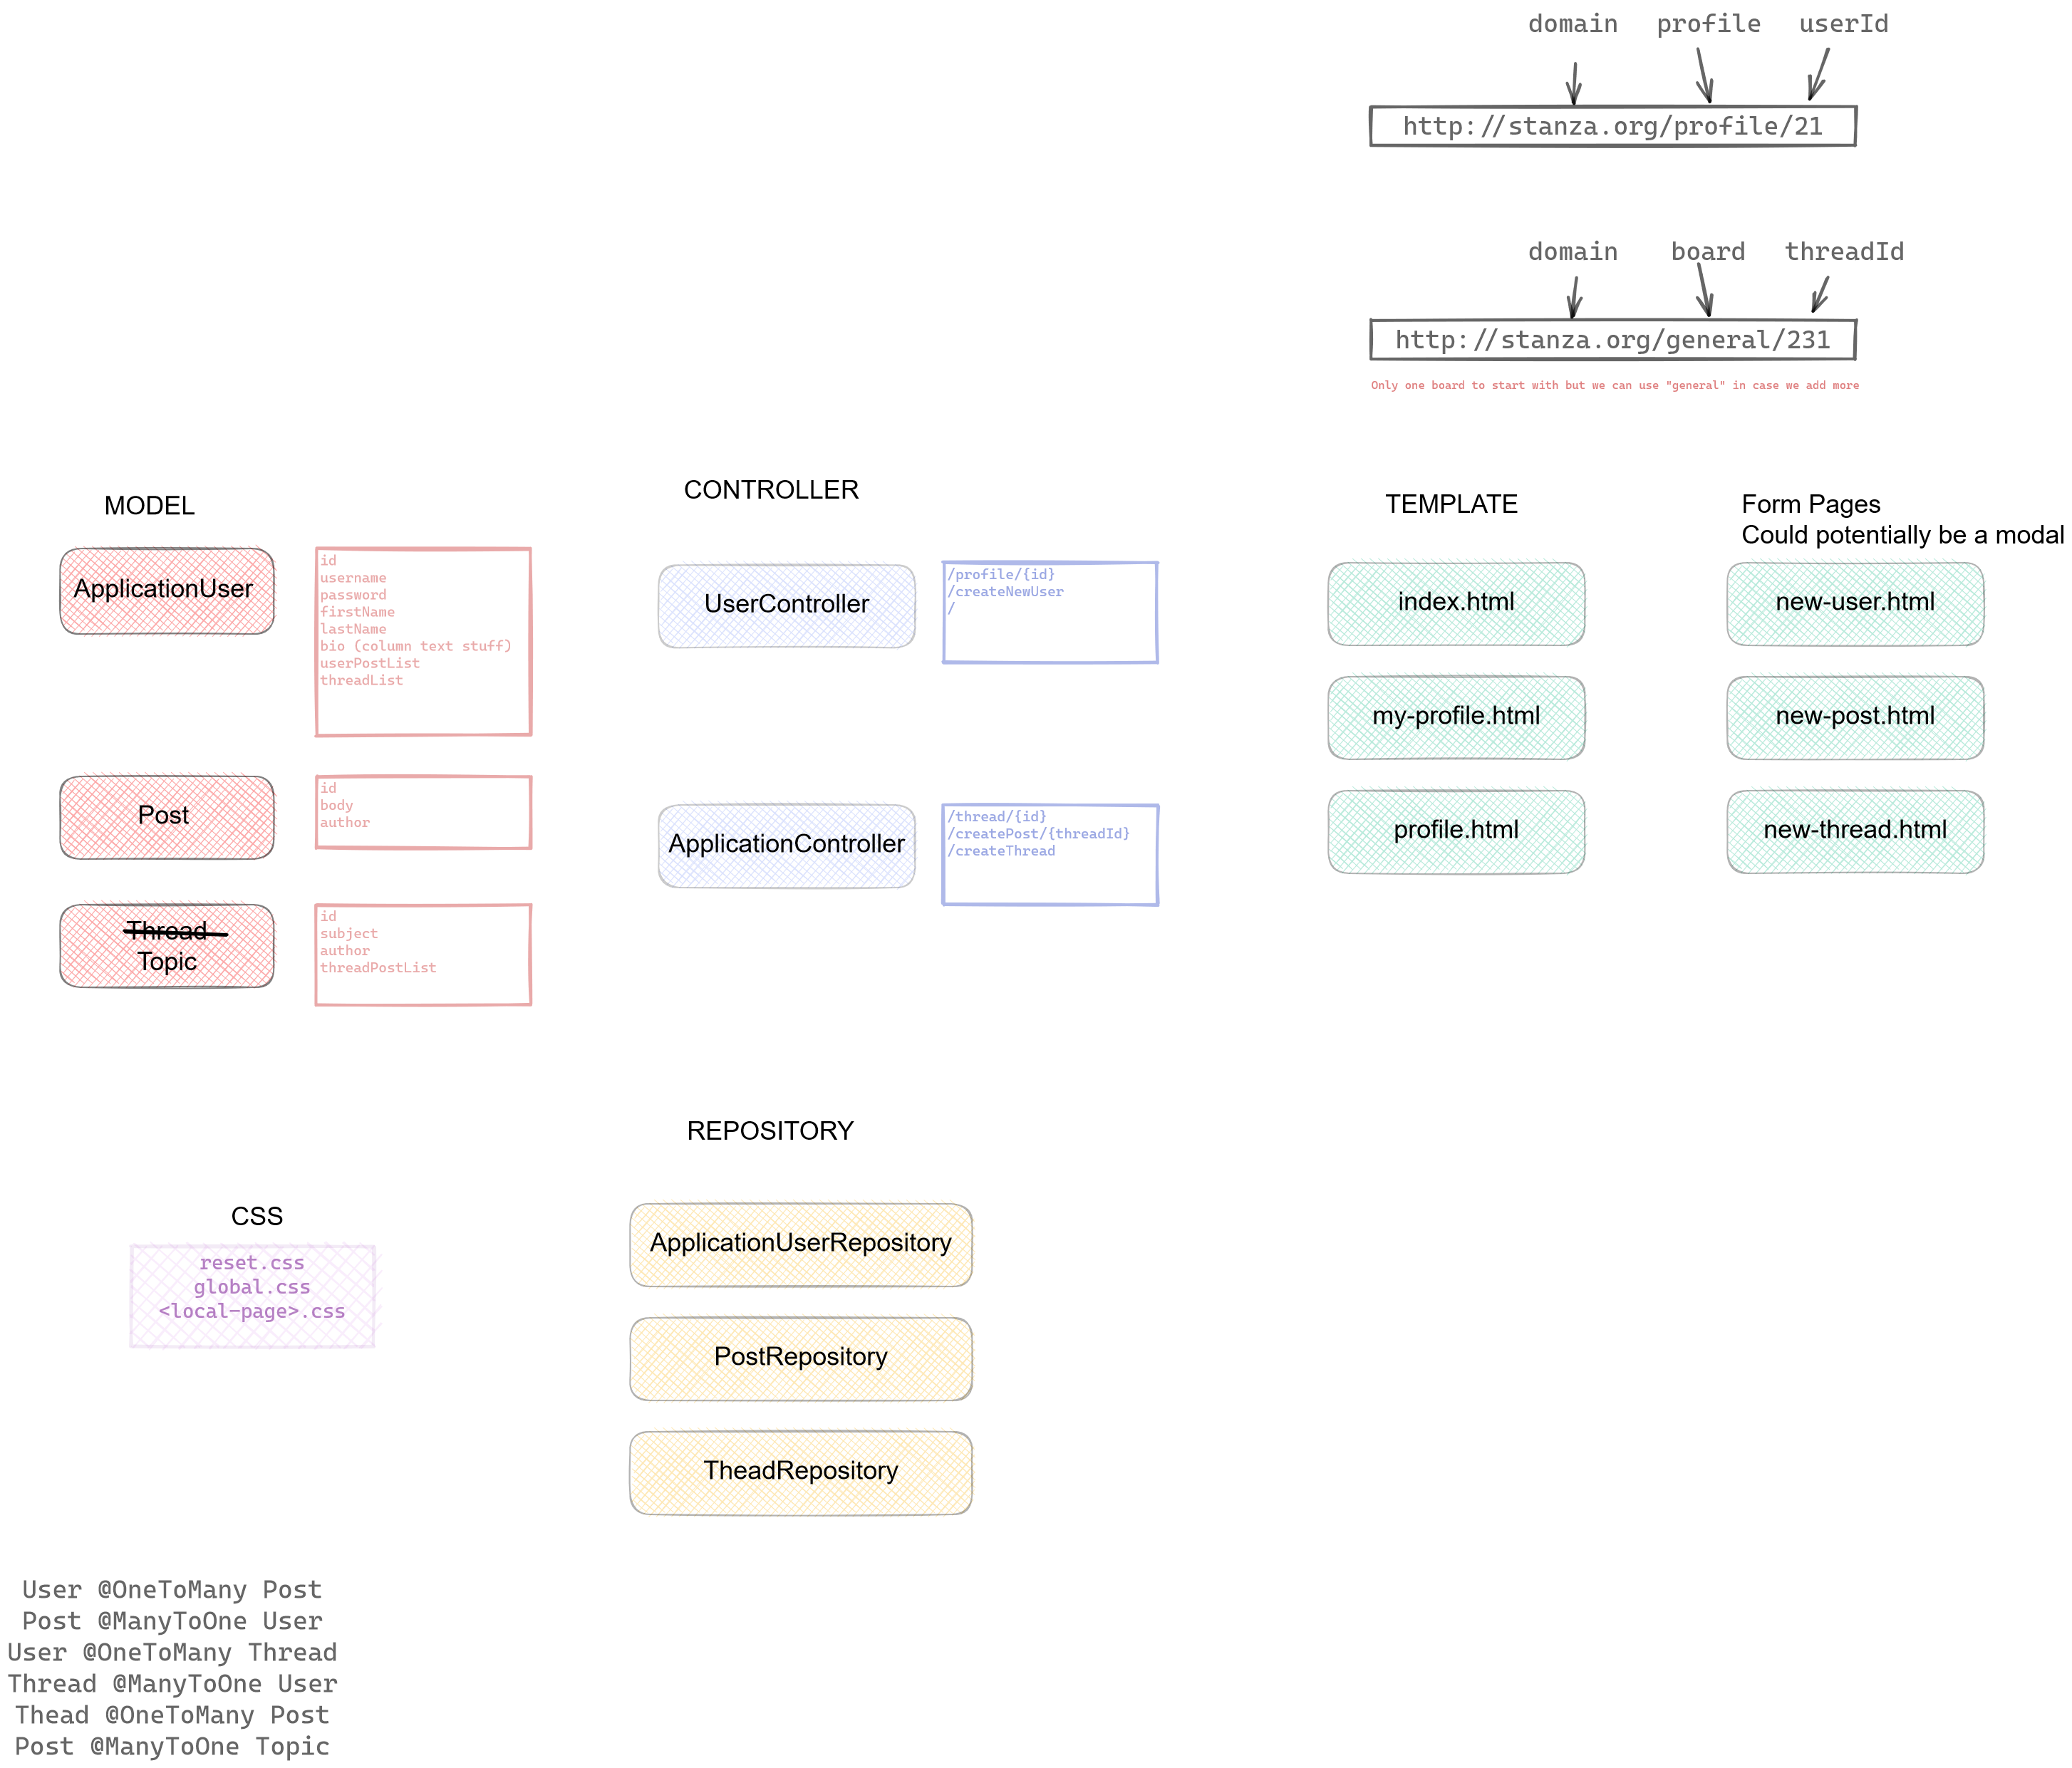 domain profile userId
http://stanza.org/profile/21
domain board threadId
http://stanza.org/general/231
Only one board to start with but we can use "general" in case we add more
MODEL
ApplicationUser
id
username
password
firstName
lastName
bio (column text stuff)
userPostList
threadList
Post
id
body
author
Thread
Topic
id
subject
author
threadPostList
CONTROLLER
UserController
/profile/{id}
/createNewUser
/
ApplicationController
/thread/{id}
/createPost/{threadId}
/createThread
TEMPLATE
index.html
my-profile.html
profile.html
Form Pages
Could potentially be a modal
new-user.html
new-post.html
new-thread.html
CSS
reset.css
global.css
<local-page>.css
REPOSITORY
ApplicationUserRepository
PostRepository
TheadRepository
User @OneToMany Post
Post @ManyToOne User
User @OneToMany Thread
Thread @ManyToOne User
Thead @OneToMany Post
Post @ManyToOne Topic